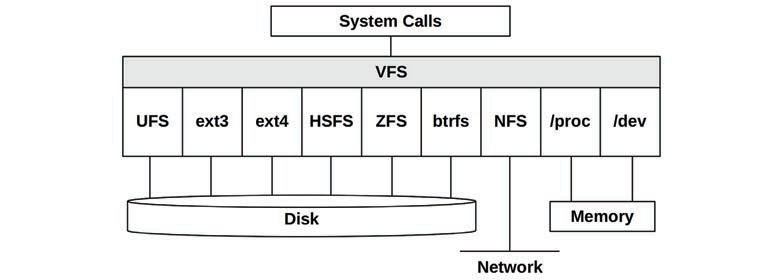 System Calls
VFS
UFS ext3 ext4 HSFS ZFS btrfs NFS /proc /dev
Disk
Memory
Network